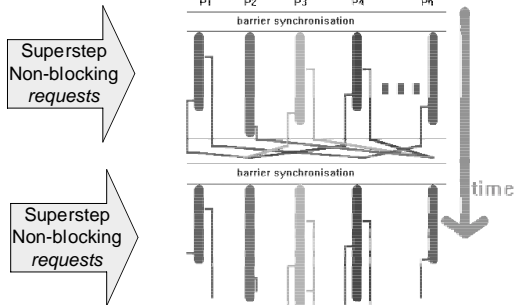 P1 P2 P3 P4 Pn
barrier synchronisation
Superstep
Non-blocking
requests
barrier synchronisation
time
Superstep
Non-blocking
requests